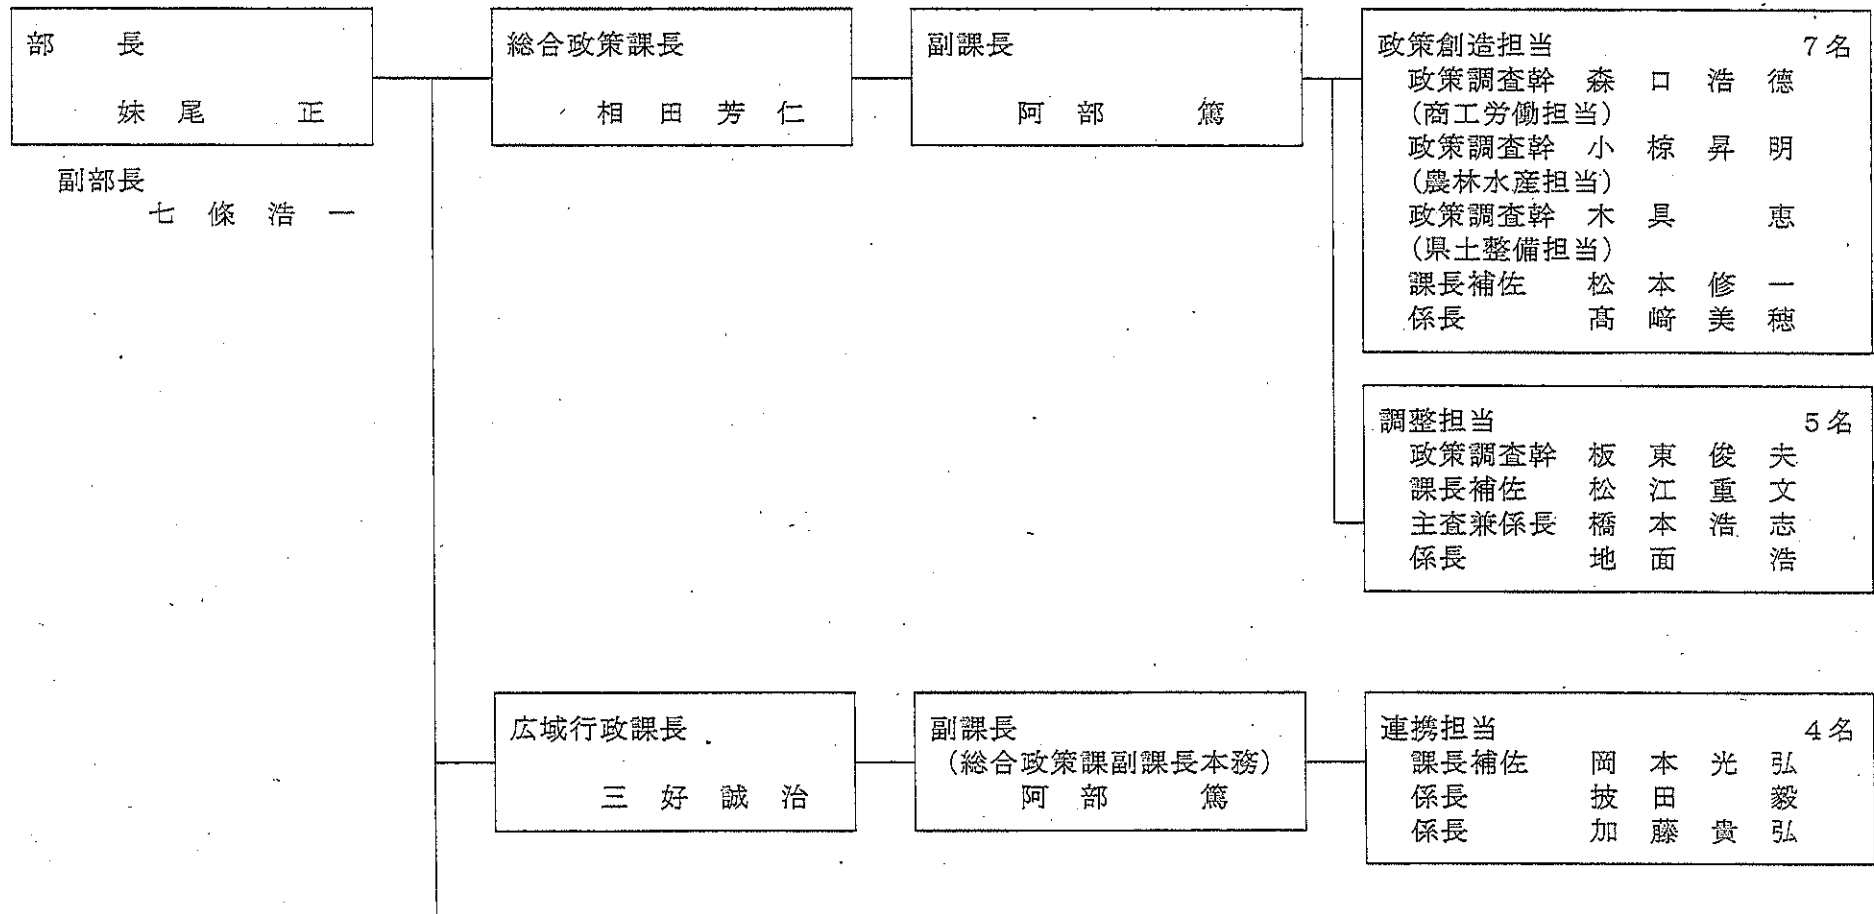 部 長
妹 尾 正
副部長
七 條 浩 一
総合政策課長
相 田 芳 仁
副課長
阿 部 篤
政策創造担当 7名
政策調査幹 森 口 浩 徳
(商工労働担当)
政策調査幹 小 椋 昇 明
(農林水産担当)
政策調査幹 木 具 恵
(県土整備担当)
課長補佐 松 本 修 一
係長 髙 﨑 美 穂
調整担当 5名
政策調査幹 板 東 俊 夫
課長補佐 松 江 重 文
主査兼係長 橋 本 浩 志
係長 地 面 浩
広域行政課長
三 好 誠 治
副課長
(総合政策課副課長本務)
阿 部 篤
連携担当 4名
課長補佐 岡 本 光 弘
係長 披 田 毅
係長 加 藤 貴 弘